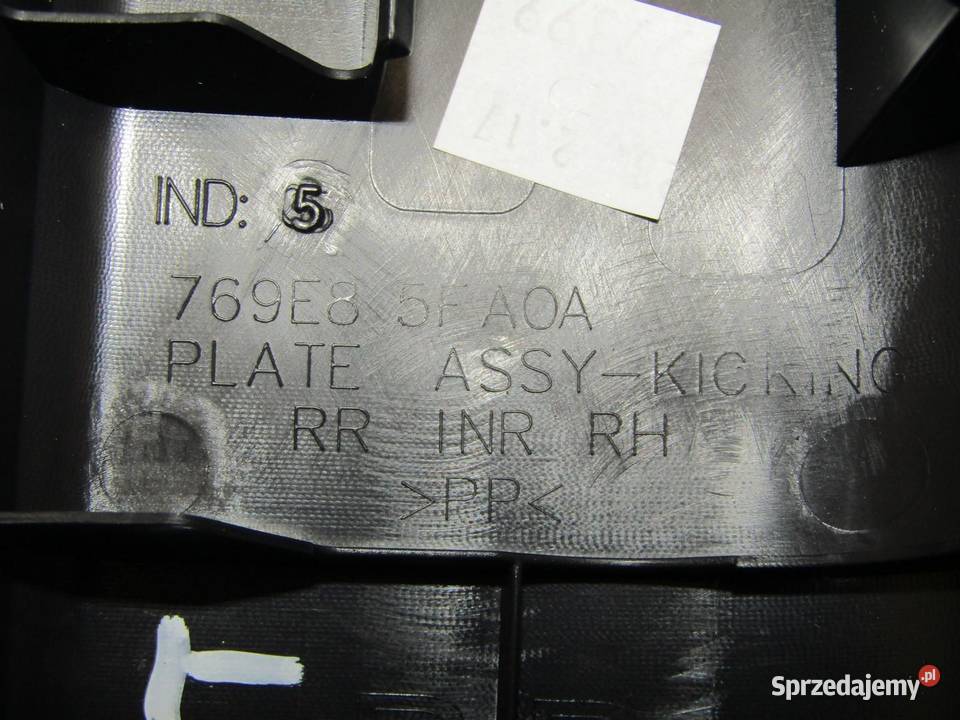 IND: 5
769E8 5FA0A
PLATE ASSY-KICKING
RR INR RH
>PP<
Sprzedajemy.pl